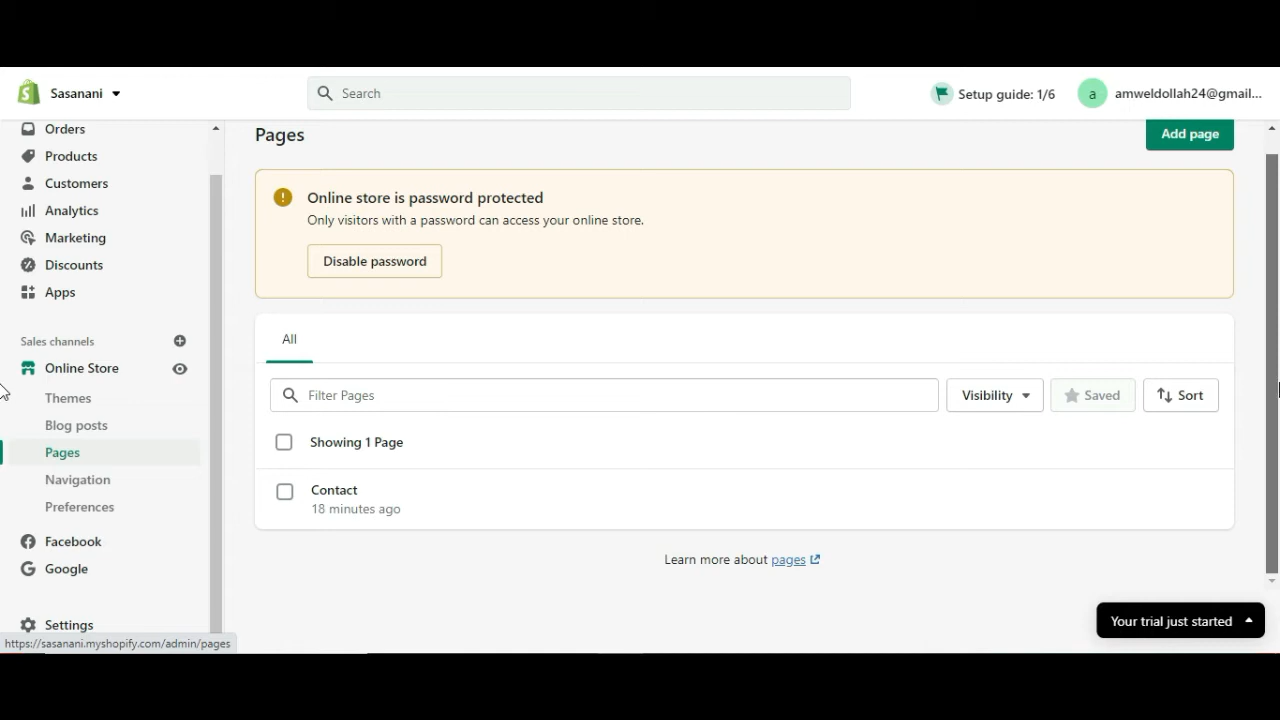 Sasanani
Search
Setup guide: 1/6
a
amweldollah24@gmail...
Orders
Products
Customers
Analytics
Marketing
Discounts
Apps
Sales channels
Online Store
Themes
Blog posts
Pages
Navigation
Preferences
Facebook
Google
Settings
https://sasanani.myshopify.com/admin/pages
Pages
Add page
Online store is password protected
Only visitors with a password can access your online store.
Disable password
All
Filter Pages
Visibility
Saved
Sort
Showing 1 Page
Contact
18 minutes ago
Learn more about pages
Your trial just started